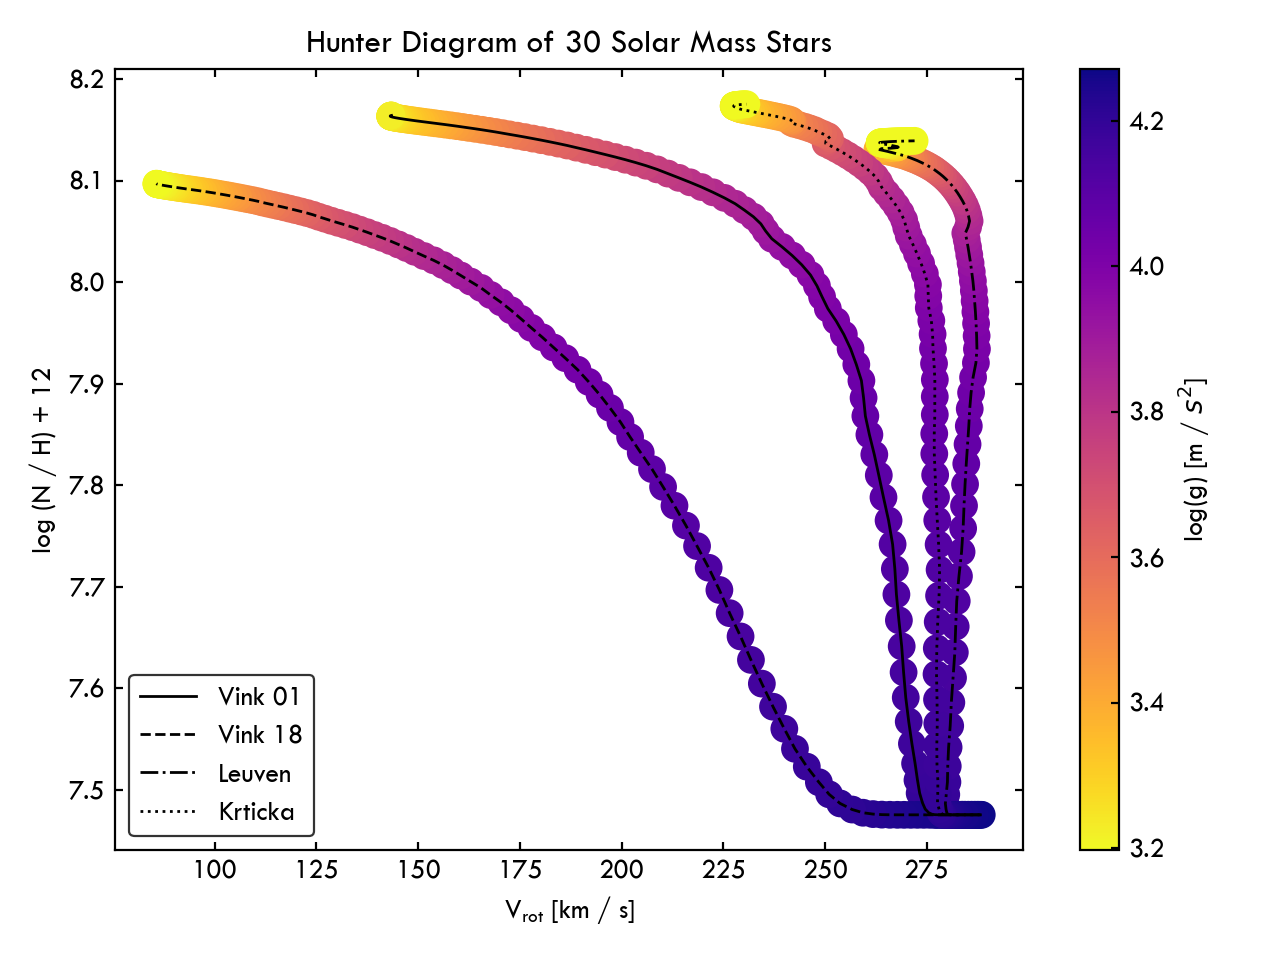 Hunter Diagram of 30 Solar Mass Stars
8.2
8.1
8.0
7.9
7.8
7.7
7.6
7.5
log (N / H) + 12
100 125 150 175 200 225 250 275
V_rot [km / s]
Vink 01
Vink 18
Leuven
Krticka
4.2
4.0
3.8
3.6
3.4
3.2
log(g) [m / s²]